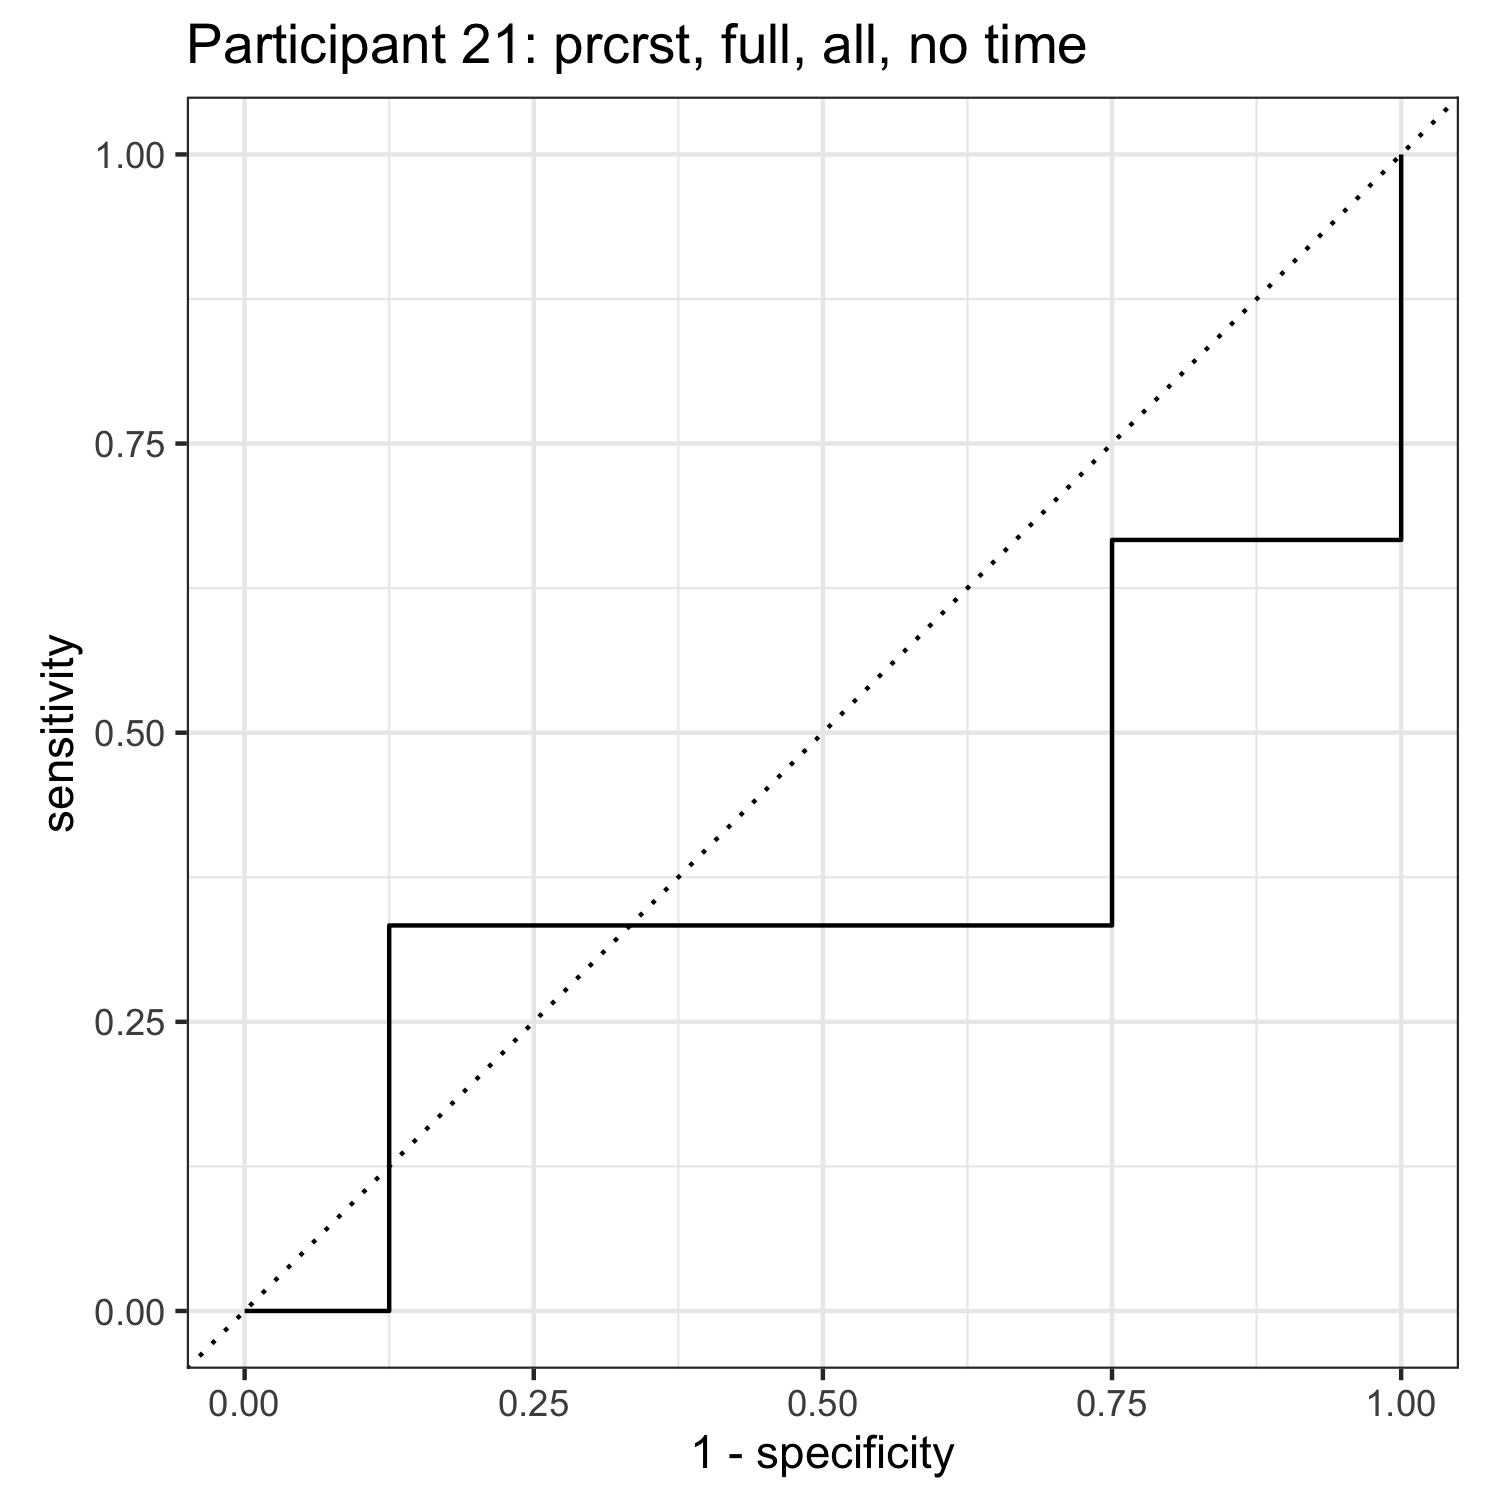 Participant 21: prcrst, full, all, no time
sensitivity
1.00
0.75
0.50
0.25
0.00
0.00 0.25 0.50 0.75 1.00
1 - specificity